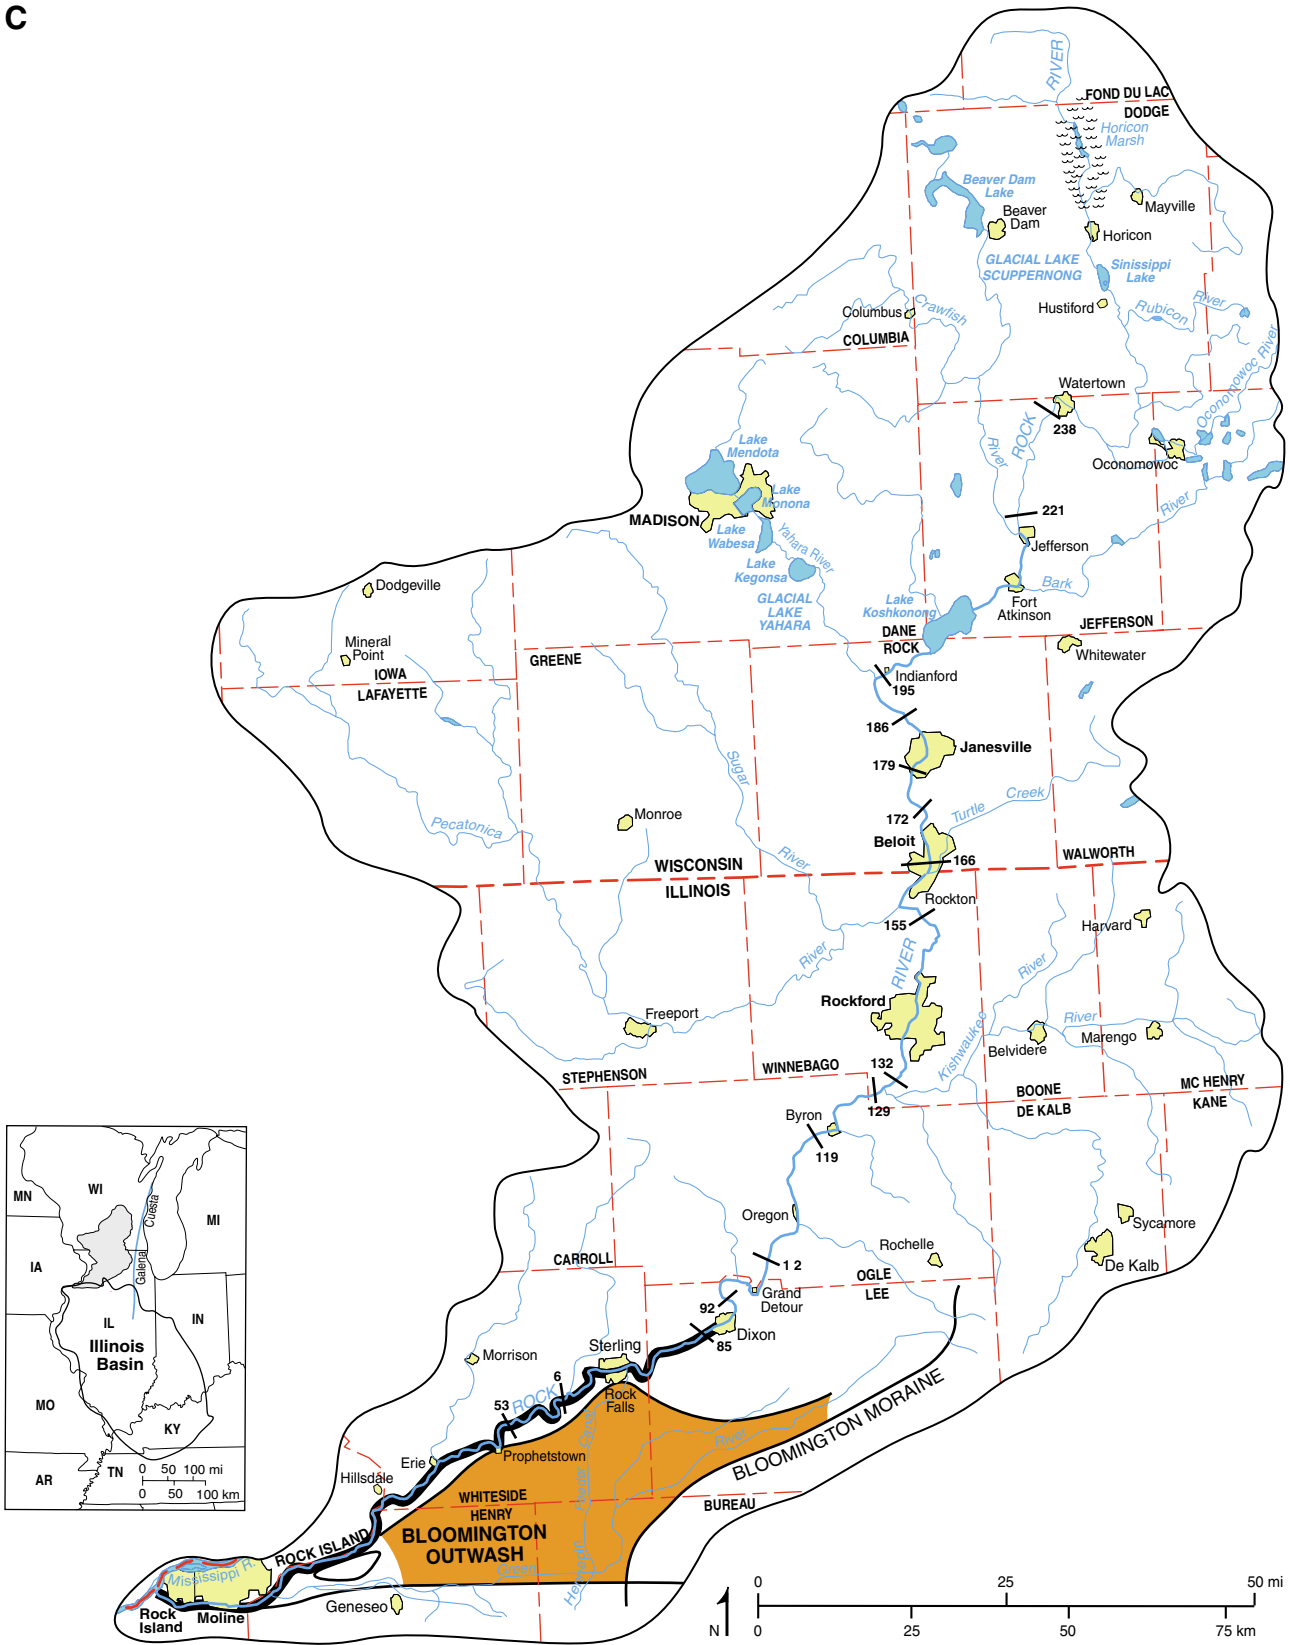 C
RIVER
FOND DU LAC
DODGE
Horicon
Marsh
Beaver Dam
Lake
Mayville
Beaver
Dam
Horicon
GLACIAL LAKE
SCUPPERNONG
Sinissippi
Lake
Hustiford
Rubicon
River
Columbus
Crawfish
COLUMBIA
Oconomowoc River
Watertown
238
ROCK
River
Oconomowoc
Lake
Mendota
Lake
Monona
MADISON
Lake
Wabesa
Yahara River
Lake
Kegonsa
GLACIAL
LAKE
YAHARA
221
Jefferson
River
Bark
Fort
Atkinson
Lake
Koshkonong
Dodgeville
Mineral
Point
IOWA
LAFAYETTE
GREENE
DANE
ROCK
JEFFERSON
Whitewater
Indianford
195
186
Janesville
179
Sugar
River
172
Turtle
Creek
Beloit
166
Monroe
Pecatonica
River
WISCONSIN
ILLINOIS
WALWORTH
Rockton
155
Harvard
RIVER
River
Rockford
Freeport
Kishwaukee
River
Belvidere
Marengo
132
129
STEPHENSON
WINNEBAGO
BOONE
DE KALB
MC HENRY
KANE
Byron
119
Oregon
Rochelle
Sycamore
De Kalb
CARROLL
1 2
OGLE
LEE
Grand
Detour
92
Dixon
85
Sterling
Morrison
6
ROCK
Rock
Falls
53
Prophetstown
Erie
Hillsdale
River
BLOOMINGTON MORAINE
Feeder Canal
WHITESIDE
HENRY
BUREAU
BLOOMINGTON
OUTWASH
ROCK ISLAND
Green
Hennepin
Mississippi R.
Rock
Island
Moline
Geneseo
MN
WI
MI
Cuesta
Galena
IA
IL
IN
Illinois
Basin
MO
KY
AR
TN
0 50 100 mi
0 50 100 km
N
0 25 50 mi
0 25 50 75 km